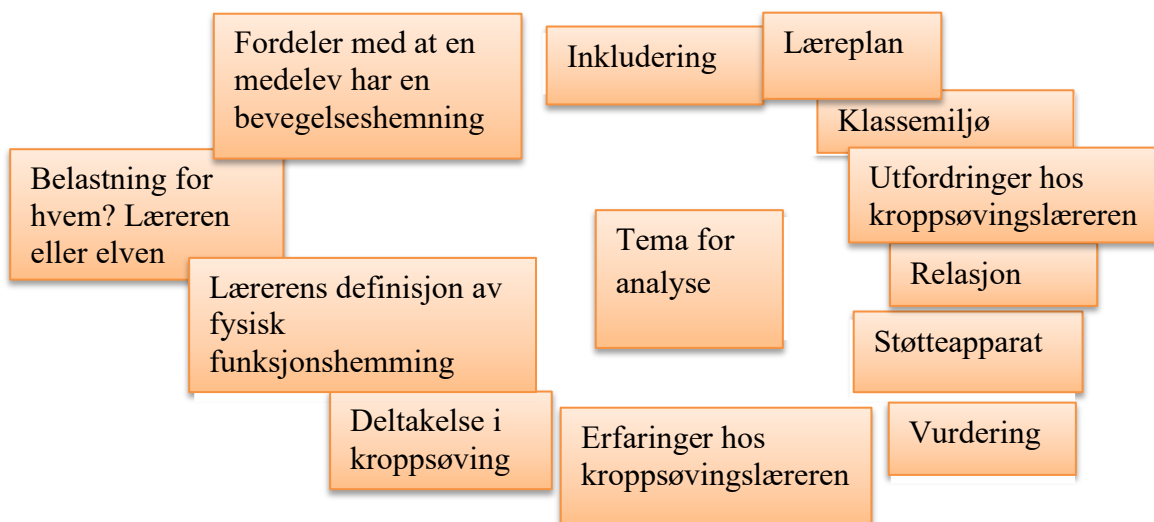 Fordeler med at en
medelev har en
bevegelseshemning
Inkludering
Læreplan
Klassemiljø
Belastning for
hvem? Læreren
eller elven
Utfordringer hos
kroppsøvingslæreren
Tema for
analyse
Relasjon
Lærerens definisjon av
fysisk
funksjonshemming
Støtteapparat
Deltakelse i
kroppsøving
Erfaringer hos
kroppsøvingslæreren
Vurdering